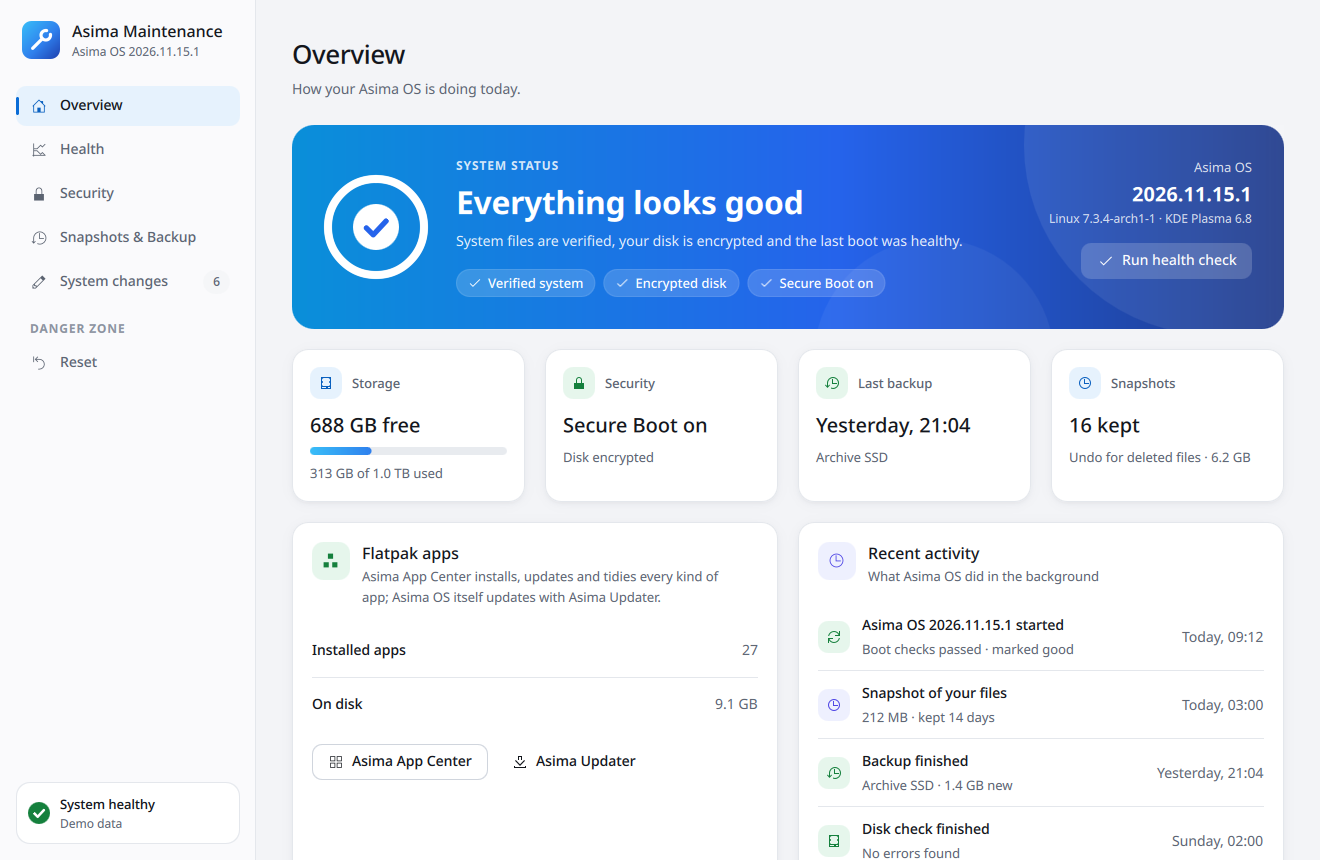 Asima Maintenance
Asima OS 2026.11.15.1
Overview
Health
Security
Snapshots & Backup
System changes 6
DANGER ZONE
Reset
System healthy
Demo data
Overview
How your Asima OS is doing today.
SYSTEM STATUS
Everything looks good
System files are verified, your disk is encrypted and the last boot was healthy.
Verified system
Encrypted disk
Secure Boot on
Asima OS
2026.11.15.1
Linux 7.3.4-arch1-1 · KDE Plasma 6.8
Run health check
Storage
688 GB free
313 GB of 1.0 TB used
Security
Secure Boot on
Disk encrypted
Last backup
Yesterday, 21:04
Archive SSD
Snapshots
16 kept
Undo for deleted files · 6.2 GB
Flatpak apps
Asima App Center installs, updates and tidies every kind of
app; Asima OS itself updates with Asima Updater.
Installed apps 27
On disk 9.1 GB
Asima App Center
Asima Updater
Recent activity
What Asima OS did in the background
Asima OS 2026.11.15.1 started
Boot checks passed · marked good
Today, 09:12
Snapshot of your files
212 MB · kept 14 days
Today, 03:00
Backup finished
Archive SSD · 1.4 GB new
Yesterday, 21:04
Disk check finished
No errors found
Sunday, 02:00